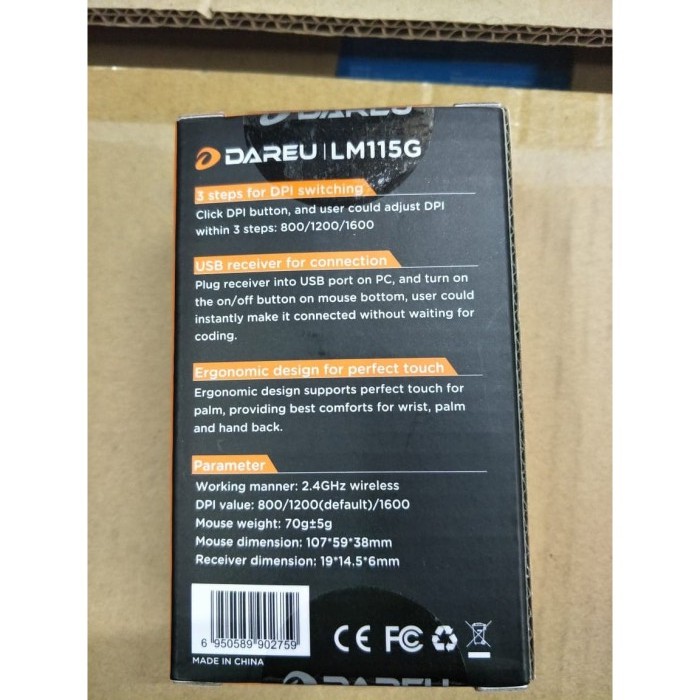 DAREU
DAREU | LM115G
3 steps for DPI switching
Click DPI button, and user could adjust DPI
within 3 steps: 800/1200/1600
USB receiver for connection
Plug receiver into USB port on PC, and turn on
the on/off button on mouse bottom, user could
instantly make it connected without waiting for
coding.
Ergonomic design for perfect touch
Ergonomic design supports perfect touch for
palm, providing best comforts for wrist, palm
and hand back.
Parameter
Working manner: 2.4GHz wireless
DPI value: 800/1200(default)/1600
Mouse weight: 70g±5g
Mouse dimension: 107*59*38mm
Receiver dimension: 19*14.5*6mm
6 950589 902759
CE FC
MADE IN CHINA
DAREU